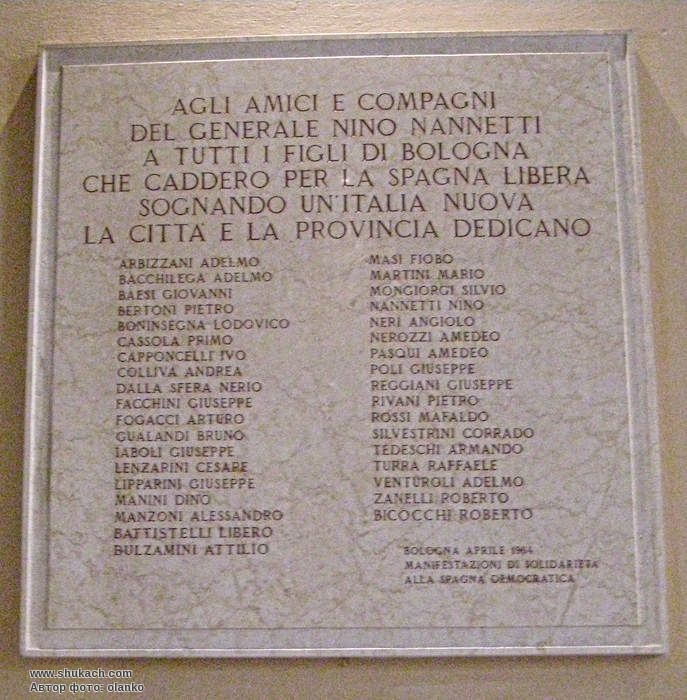 AGLI AMICI E COMPAGNI
DEL GENERALE NINO NANNETTI
A TUTTI I FIGLI DI BOLOGNA
CHE CADDERO PER LA SPAGNA LIBERA
SOGNANDO UN'ITALIA NUOVA
LA CITTÀ E LA PROVINCIA DEDICANO
ARBIZZANI ADELMO
BACCHILEGA ADELMO
BAESI GIOVANNI
BERTONI PIETRO
BONINSEGNA LODOVICO
CASSOLA PRIMO
CAPPONCELLI IVO
COLLIVA ANDREA
DALLA SFERA NERIO
FACCHINI GIUSEPPE
FOGACCI ARTURO
GUALANDI BRUNO
IABOLI GIUSEPPE
LENZARINI CESARE
LIPPARINI GIUSEPPE
MANINI DINO
MANZONI ALESSANDRO
BATTISTELLI LIBERO
BULZAMINI ATTILIO
MASI FIOBO
MARTINI MARIO
MONGIORGI SILVIO
NANNETTI NINO
NERI ANGIOLO
NEROZZI AMEDEO
PASQUI AMEDEO
POLI GIUSEPPE
REGGIANI GIUSEPPE
RIVANI PIETRO
ROSSI MAFALDO
SILVESTRINI CORRADO
TEDESCHI ARMANDO
TURRA RAFFAELE
VENTUROLI ADELMO
ZANELLI ROBERTO
BICOCCHI ROBERTO
BOLOGNA APRILE 1964
MANIFESTAZIONI DI SOLIDARIETÀ
ALLA SPAGNA DEMOCRATICA
www.shukach.com
Автор фото: olanko